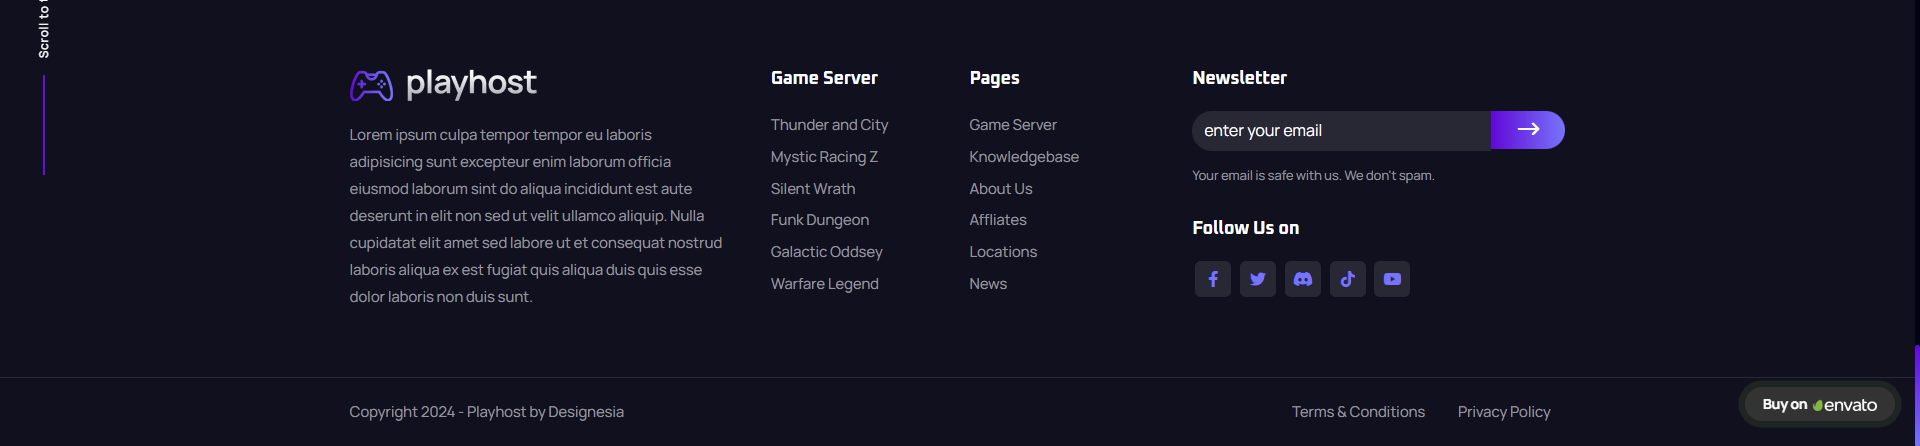 Scroll to
playhost
Lorem ipsum culpa tempor tempor eu laboris
adipisicing sunt excepteur enim laborum officia
eiusmod laborum sint do aliqua incididunt est aute
deserunt in elit non sed ut velit ullamco aliquip. Nulla
cupidatat elit amet sed labore ut et consequat nostrud
laboris aliqua ex est fugiat quis aliqua duis quis esse
dolor laboris non duis sunt.
Game Server
Thunder and City
Mystic Racing Z
Silent Wrath
Funk Dungeon
Galactic Oddsey
Warfare Legend
Pages
Game Server
Knowledgebase
About Us
Affliates
Locations
News
Newsletter
enter your email
Your email is safe with us. We don't spam.
Follow Us on
Copyright 2024 - Playhost by Designesia
Terms & Conditions
Privacy Policy
Buy on envato